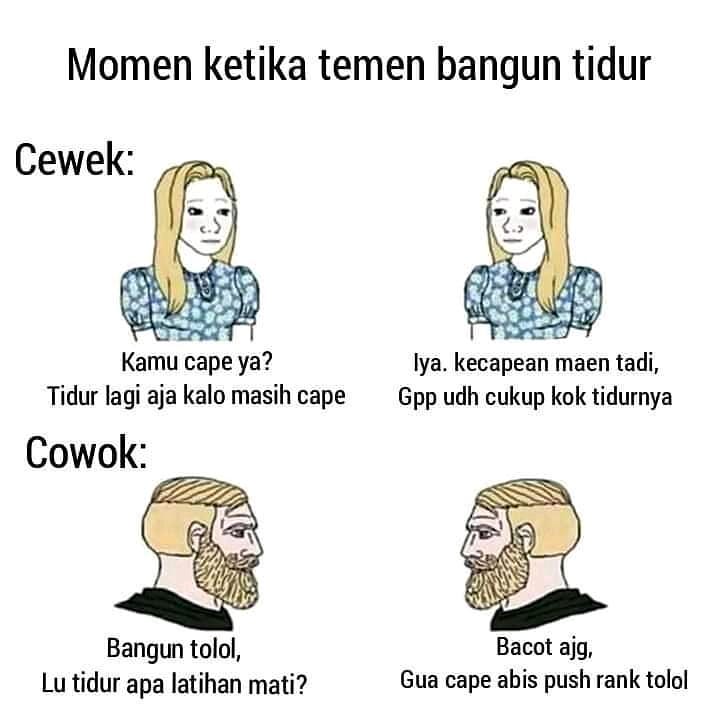 Momen ketika temen bangun tidur
Cewek:
Kamu cape ya?
Tidur lagi aja kalo masih cape
Iya. kecapean maen tadi,
Gpp udh cukup kok tidurnya
Cowok:
Bangun tolol,
Lu tidur apa latihan mati?
Bacot ajg,
Gua cape abis push rank tolol